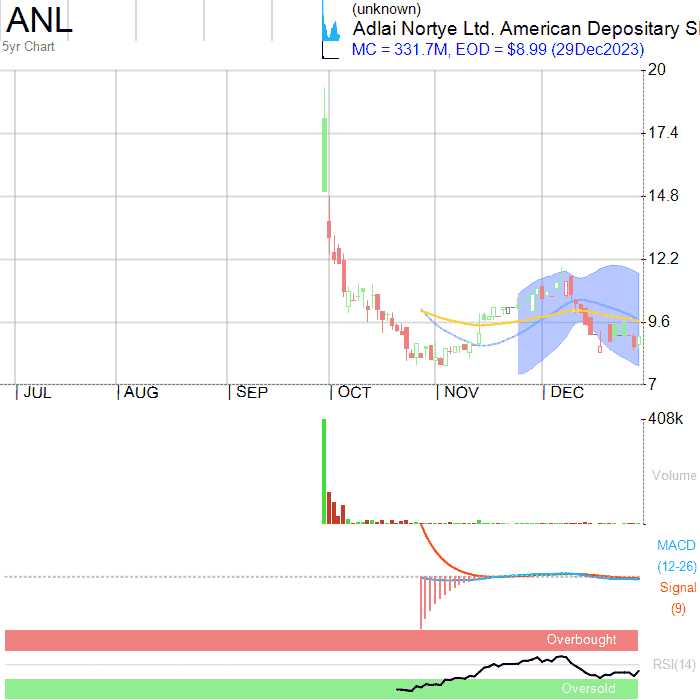 ANL
(unknown)
5yr Chart
Adlai Nortye Ltd. American Depositary S
MC = 331.7M, EOD = $8.99 (29Dec2023)
20
17.4
14.8
12.2
9.6
7
JUL AUG SEP OCT NOV DEC
408k
Volume
MACD
(12-26)
Signal
(9)
Overbought
RSI(14)
Oversold